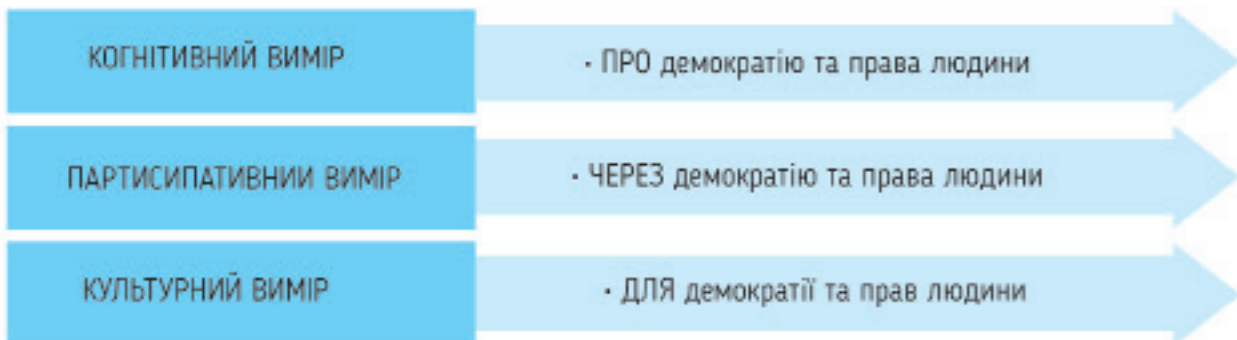 КОГНІТИВНИЙ ВИМІР
· ПРО демократію та права людини
ПАРТИСИПАТИВНИЙ ВИМІР
· ЧЕРЕЗ демократію та права людини
КУЛЬТУРНИЙ ВИМІР
· ДЛЯ демократії та прав людини